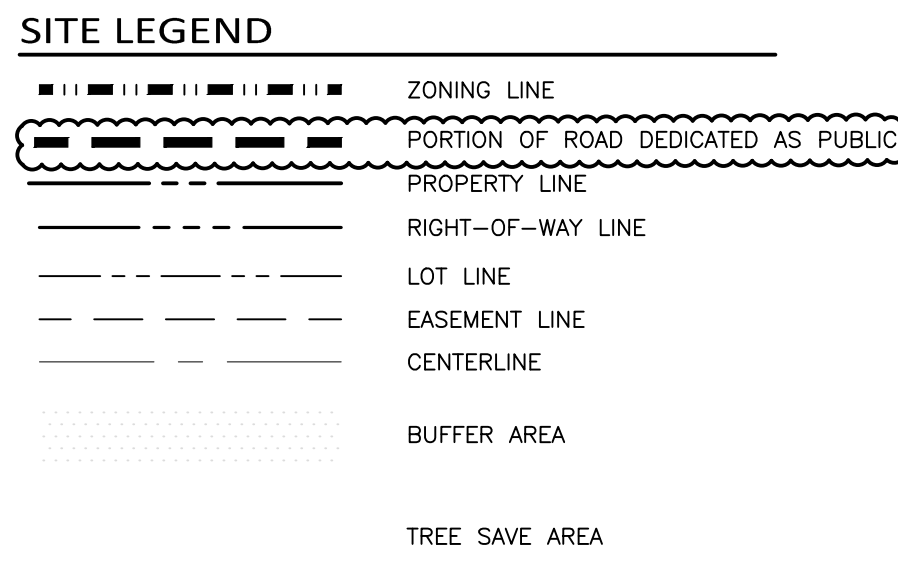 SITE LEGEND
ZONING LINE
PORTION OF ROAD DEDICATED AS PUBLIC
PROPERTY LINE
RIGHT-OF-WAY LINE
LOT LINE
EASEMENT LINE
CENTERLINE
BUFFER AREA
TREE SAVE AREA